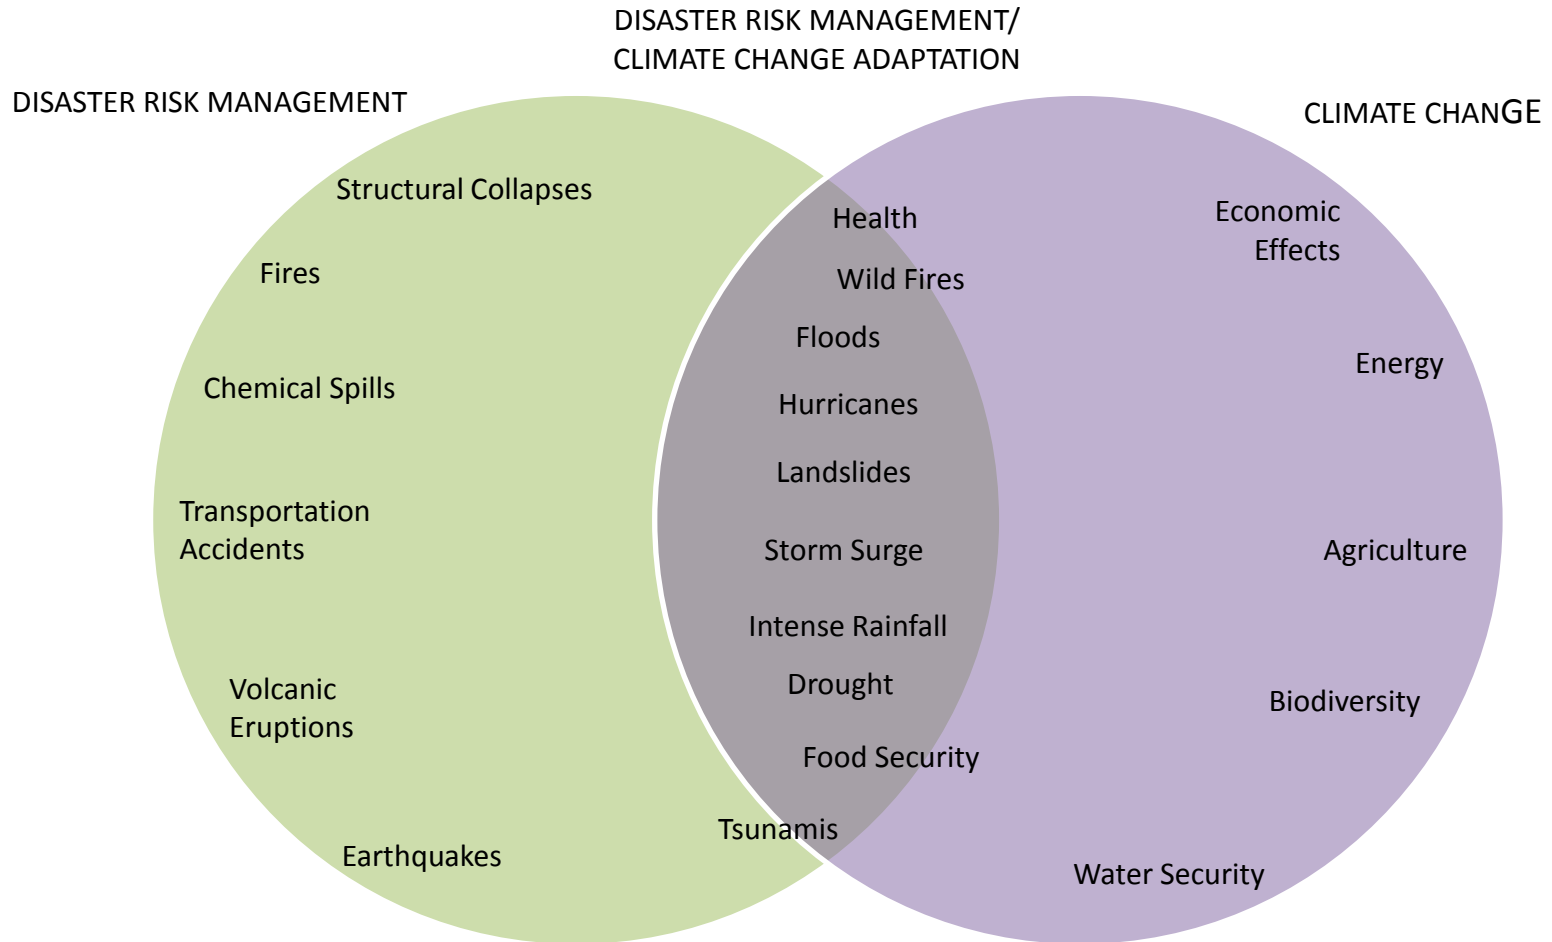 DISASTER RISK MANAGEMENT/
CLIMATE CHANGE ADAPTATION
DISASTER RISK MANAGEMENT
CLIMATE CHANGE
Structural Collapses
Fires
Chemical Spills
Transportation
Accidents
Volcanic
Eruptions
Earthquakes
Health
Wild Fires
Floods
Hurricanes
Landslides
Storm Surge
Intense Rainfall
Drought
Food Security
Tsunamis
Economic
Effects
Energy
Agriculture
Biodiversity
Water Security